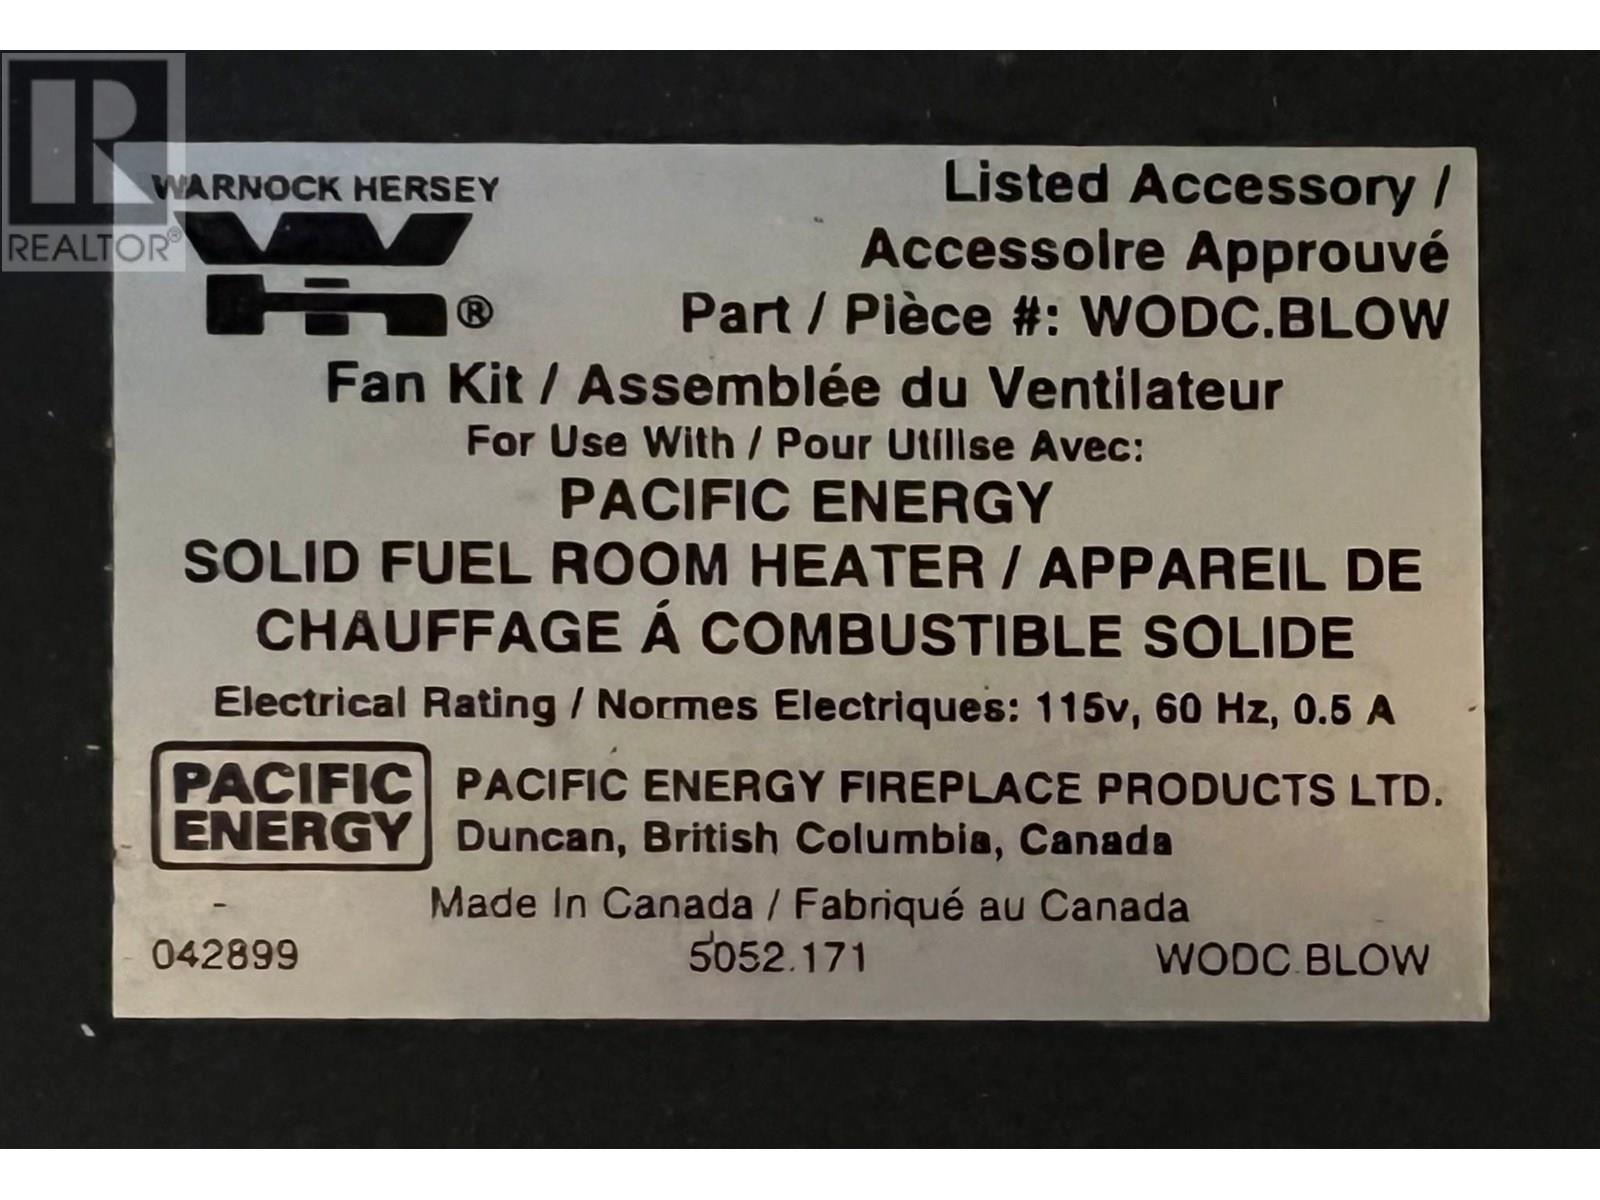 REALTOR®
WARNOCK HERSEY
WH®
Listed Accessory /
Accessoire Approuvé
Part / Pièce #: WODC.BLOW
Fan Kit / Assemblée du Ventilateur
For Use With / Pour Utilise Avec:
PACIFIC ENERGY
SOLID FUEL ROOM HEATER / APPAREIL DE
CHAUFFAGE Á COMBUSTIBLE SOLIDE
Electrical Rating / Normes Electriques: 115v, 60 Hz, 0.5 A
PACIFIC
ENERGY
PACIFIC ENERGY FIREPLACE PRODUCTS LTD.
Duncan, British Columbia, Canada
Made In Canada / Fabriqué au Canada
042899 5052.171 WODC.BLOW